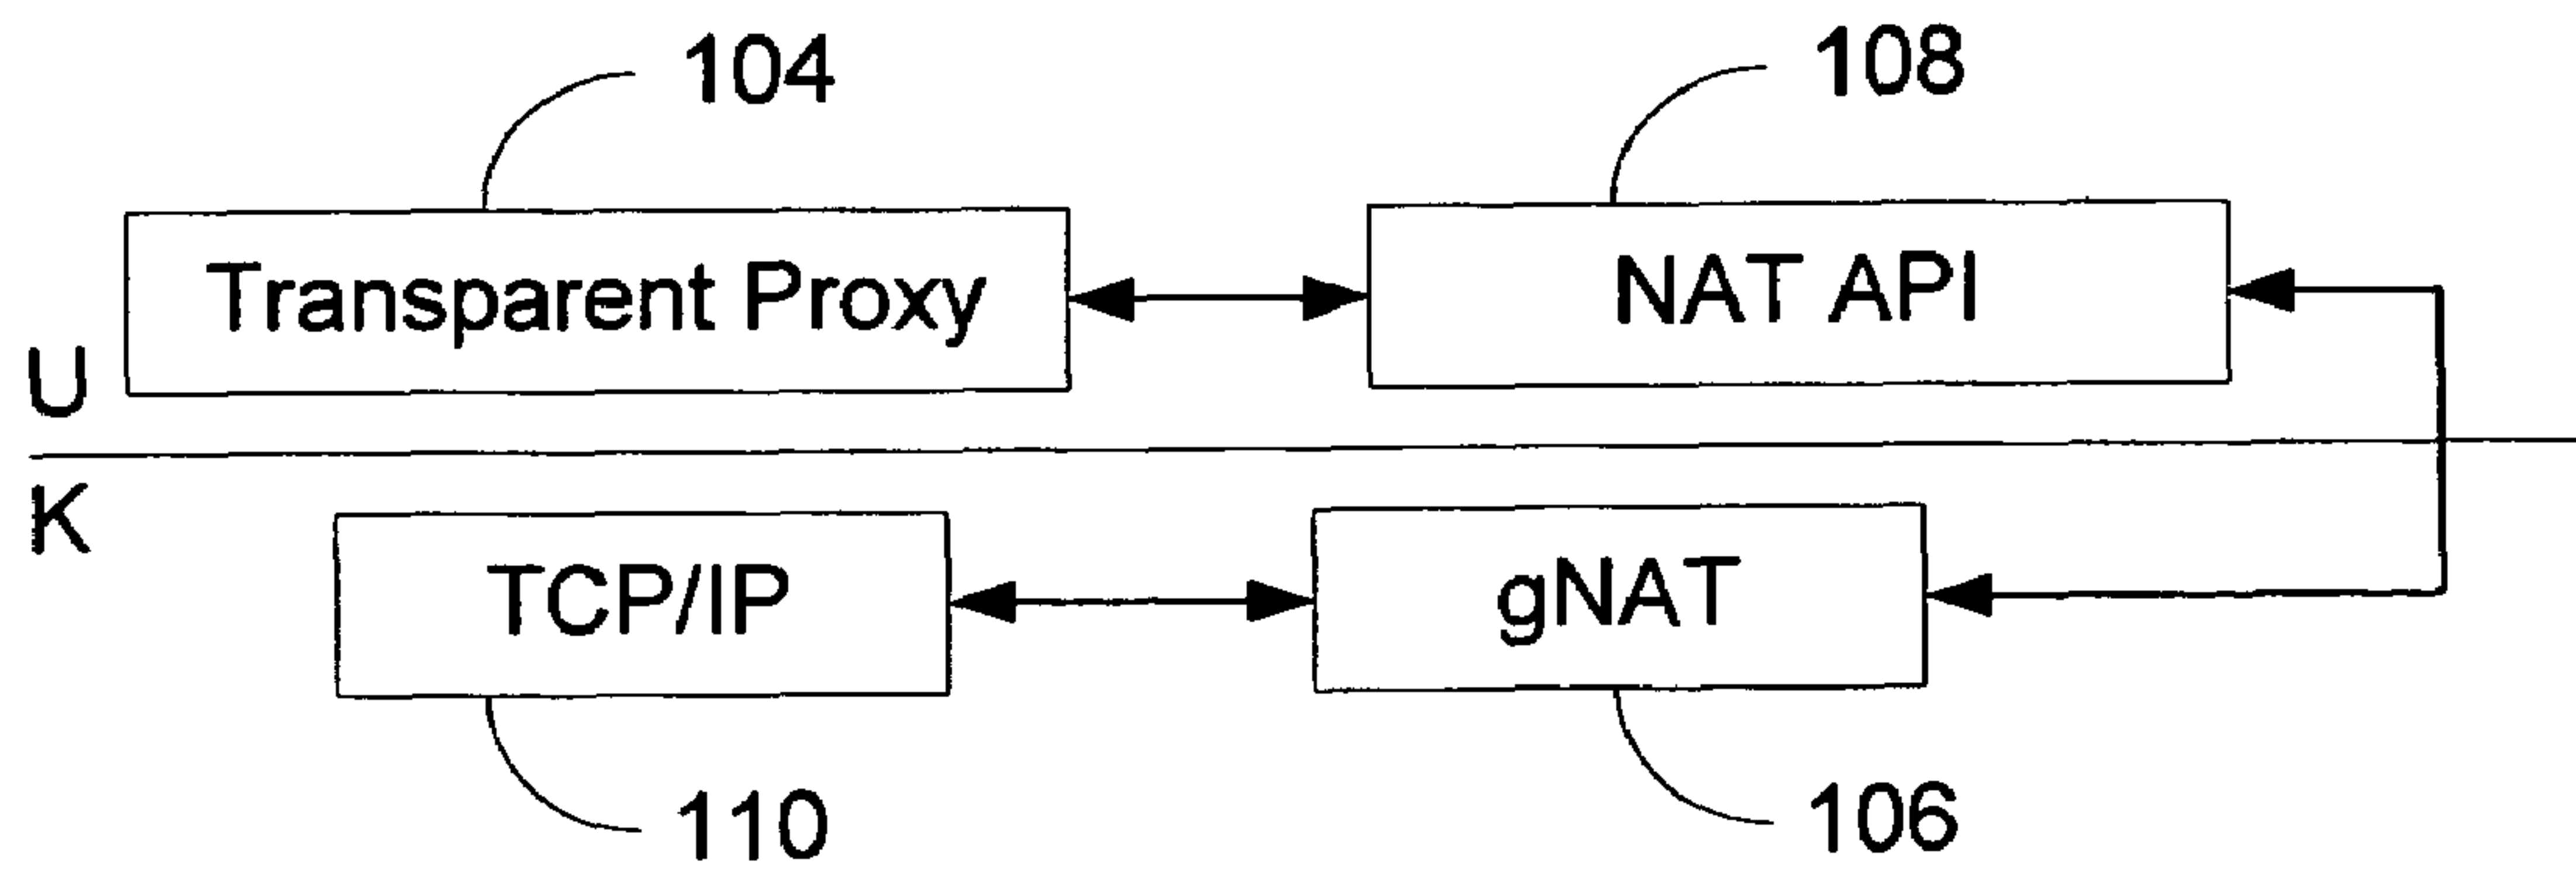 104
108
Transparent Proxy
NAT API
U
K
TCP/IP
gNAT
110
106